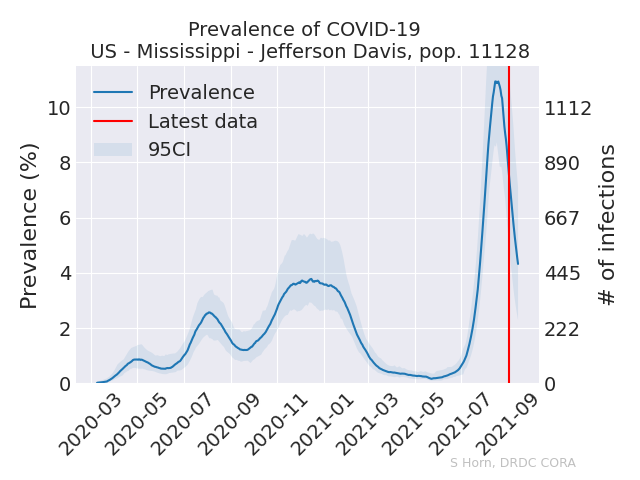 Prevalence of COVID-19
US - Mississippi - Jefferson Davis, pop. 11128
Prevalence
Latest data
95CI
Prevalence (%)
10
8
6
4
2
0
1112
890
667
445
222
0
# of infections
2020-03
2020-05
2020-07
2020-09
2020-11
2021-01
2021-03
2021-05
2021-07
2021-09
S Horn, DRDC CORA